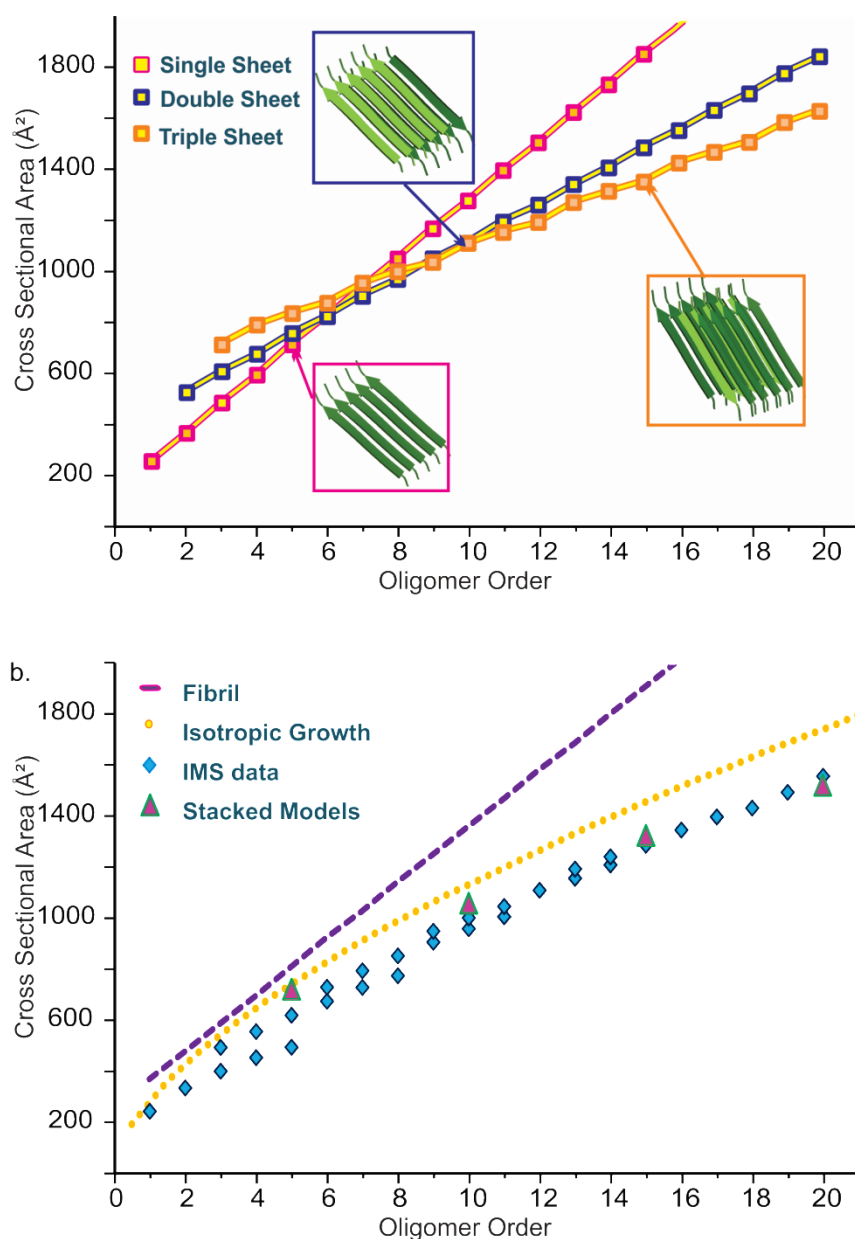 Cross Sectional Area (Å²)
1800
1400
1000
600
200
Single Sheet
Double Sheet
Triple Sheet
0 2 4 6 8 10 12 14 16 18 20
Oligomer Order
b.
Cross Sectional Area (Å²)
1800
1400
1000
600
200
Fibril
Isotropic Growth
IMS data
Stacked Models
0 2 4 6 8 10 12 14 16 18 20
Oligomer Order